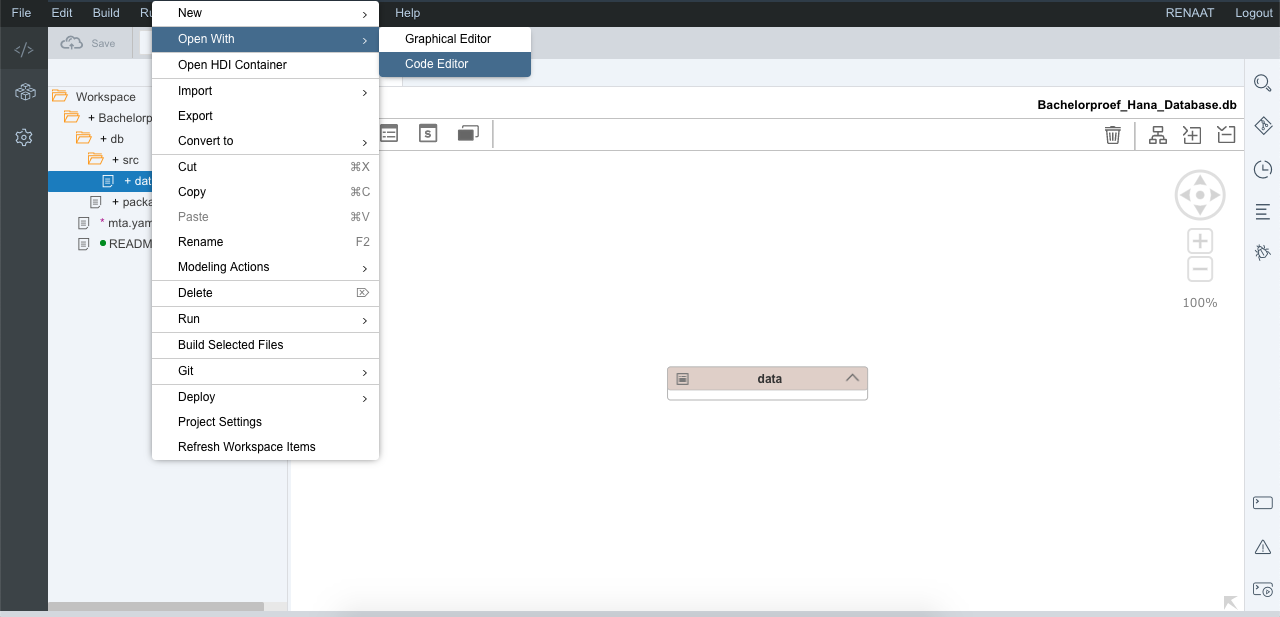 File Edit Build Ru Help RENAAT Logout
Save
New
Open With
Graphical Editor
Code Editor
Open HDI Container
Import
Export
Convert to
Cut ⌘X
Copy ⌘C
Paste ⌘V
Rename F2
Modeling Actions
Delete
Run
Build Selected Files
Git
Deploy
Project Settings
Refresh Workspace Items
Workspace
+ Bachelorp
+ db
+ src
+ dat
+ packa
* mta.yam
README
Bachelorproef_Hana_Database.db
S
100%
data